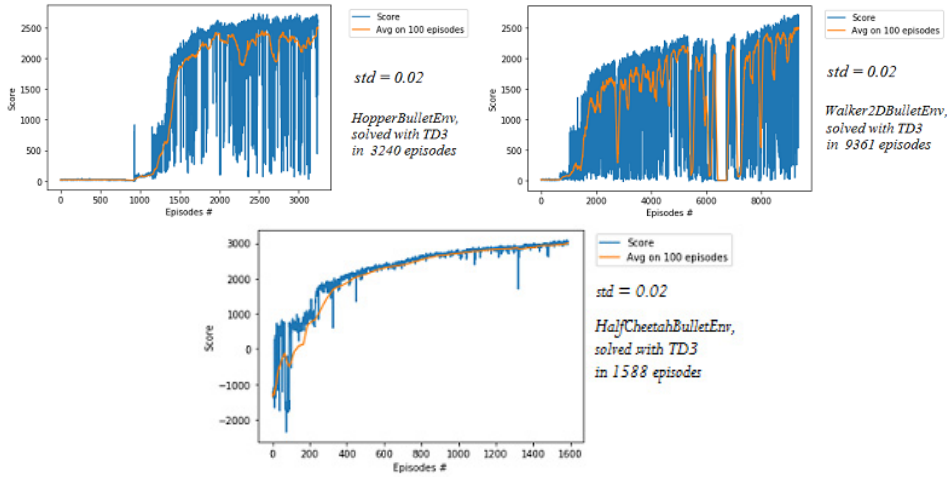 Score
Avg on 100 episodes
2500
2000
1500
1000
500
0
Score
0 500 1000 1500 2000 2500 3000
Episodes #
std = 0.02
HopperBulletEnv,
solved with TD3
in 3240 episodes
Score
Avg on 100 episodes
2500
2000
1500
1000
500
0
Score
0 2000 4000 6000 8000
Episodes #
std = 0.02
Walker2DBulletEnv,
solved with TD3
in 9361 episodes
Score
Avg on 100 episodes
3000
2000
1000
0
−1000
−2000
Score
0 200 400 600 800 1000 1200 1400 1600
Episodes #
std = 0.02
HalfCheetahBulletEnv,
solved with TD3
in 1588 episodes